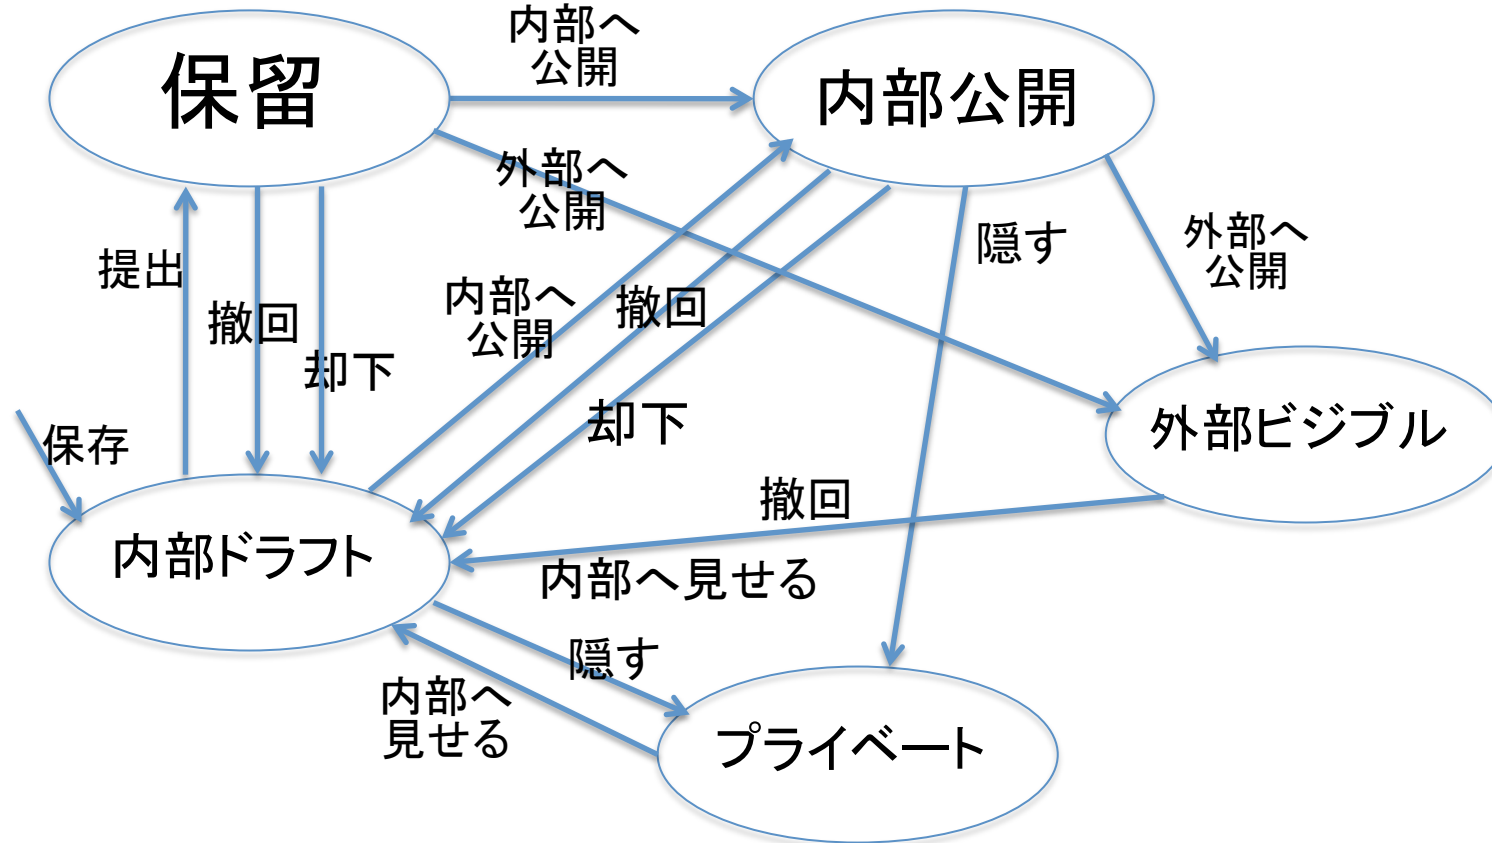 内部へ
公開
保留
内部公開
外部へ
公開
隠す
外部へ
公開
提出
撤回
内部へ
公開
撤回
却下
却下
外部ビジブル
保存
撤回
内部ドラフト
内部へ見せる
隠す
内部へ
見せる
プライベート